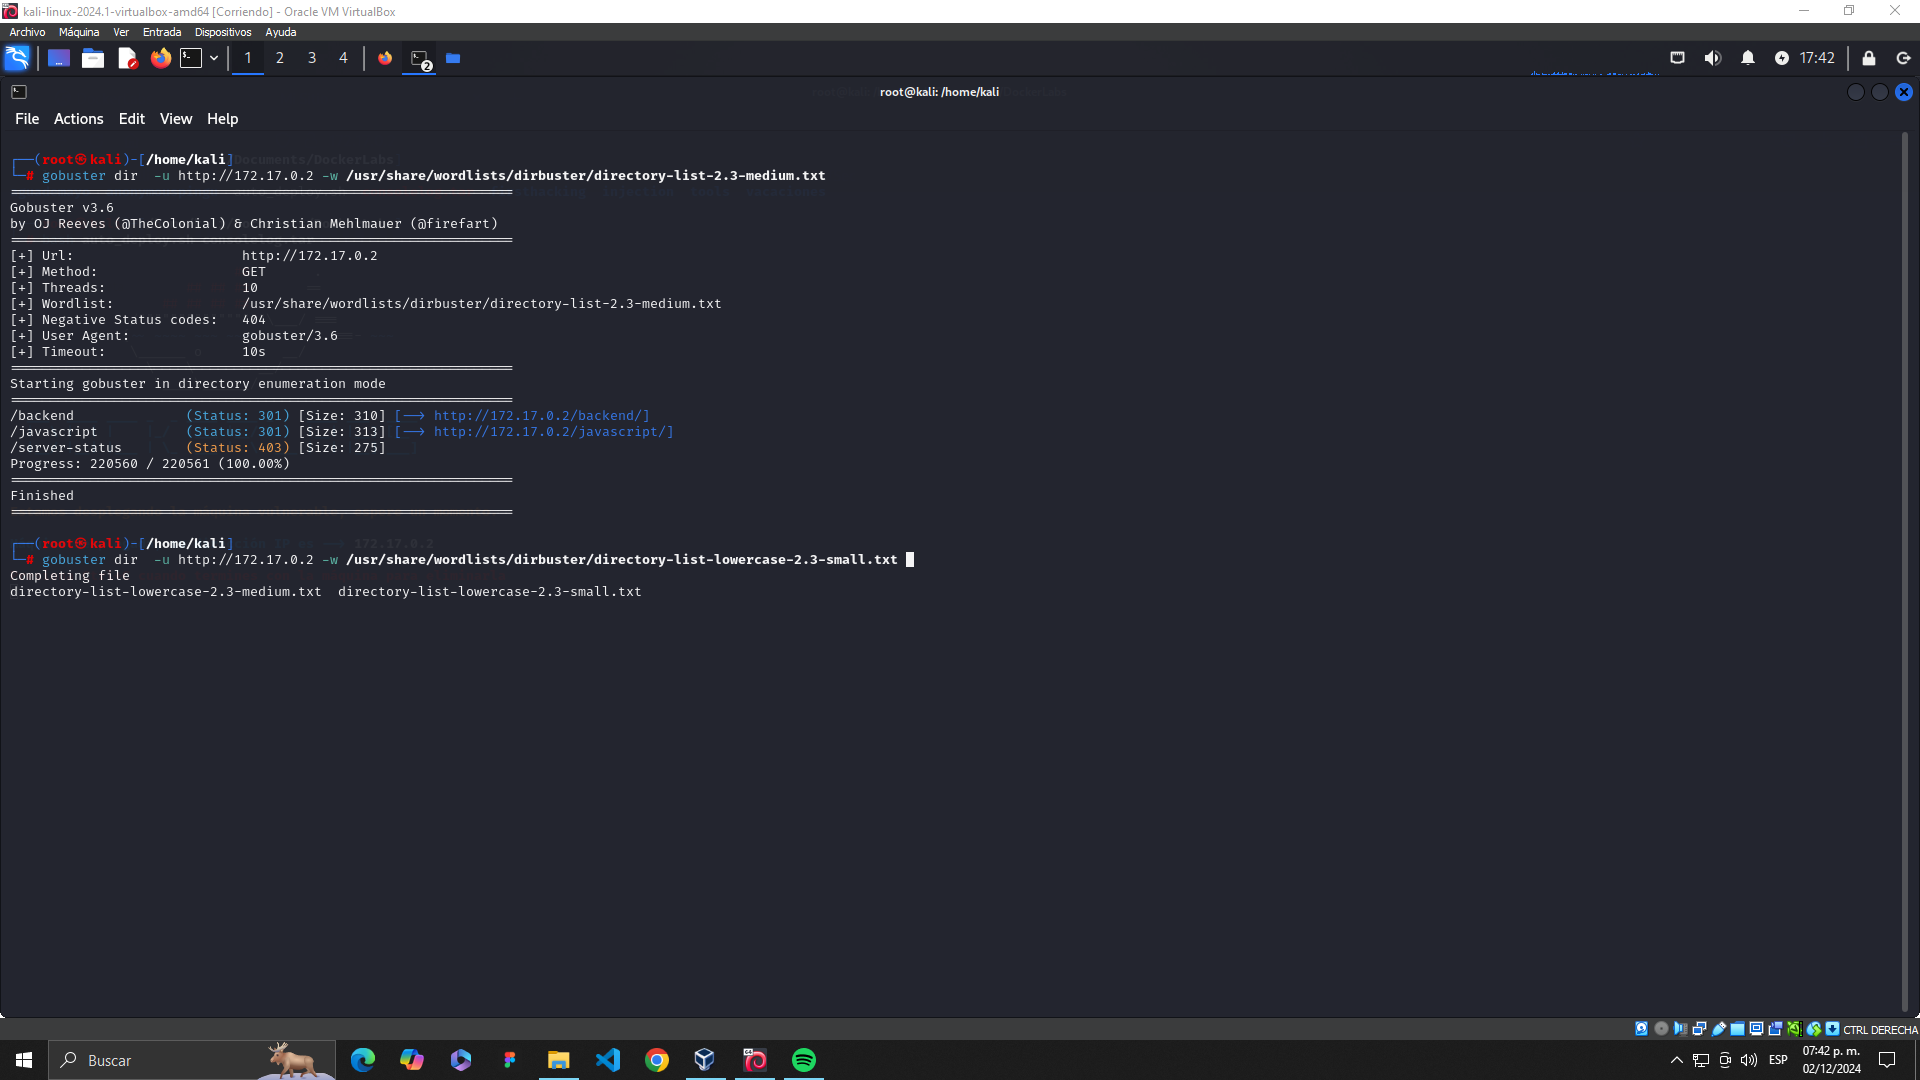 kali-linux-2024.1-virtualbox-amd64 [Corriendo] - Oracle VM VirtualBox
Archivo Máquina Ver Entrada Dispositivos Ayuda
1 2 3 4 2 17:42
root@kali: /home/kali
File Actions Edit View Help
┌──(root㉿kali)-[/home/kali]
└─# gobuster dir  -u http://172.17.0.2 -w /usr/share/wordlists/dirbuster/directory-list-2.3-medium.txt
===============================================================
Gobuster v3.6
by OJ Reeves (@TheColonial) & Christian Mehlmauer (@firefart)
===============================================================
[+] Url:                     http://172.17.0.2
[+] Method:                  GET
[+] Threads:                 10
[+] Wordlist:                /usr/share/wordlists/dirbuster/directory-list-2.3-medium.txt
[+] Negative Status codes:   404
[+] User Agent:              gobuster/3.6
[+] Timeout:                 10s
===============================================================
Starting gobuster in directory enumeration mode
===============================================================
/backend              (Status: 301) [Size: 310] [--> http://172.17.0.2/backend/]
/javascript           (Status: 301) [Size: 313] [--> http://172.17.0.2/javascript/]
/server-status        (Status: 403) [Size: 275]
Progress: 220560 / 220561 (100.00%)
===============================================================
Finished
===============================================================
┌──(root㉿kali)-[/home/kali]
└─# gobuster dir  -u http://172.17.0.2 -w /usr/share/wordlists/dirbuster/directory-list-lowercase-2.3-small.txt
Completing file
directory-list-lowercase-2.3-medium.txt  directory-list-lowercase-2.3-small.txt
CTRL DERECHA
Buscar
ESP
07:42 p. m.
02/12/2024